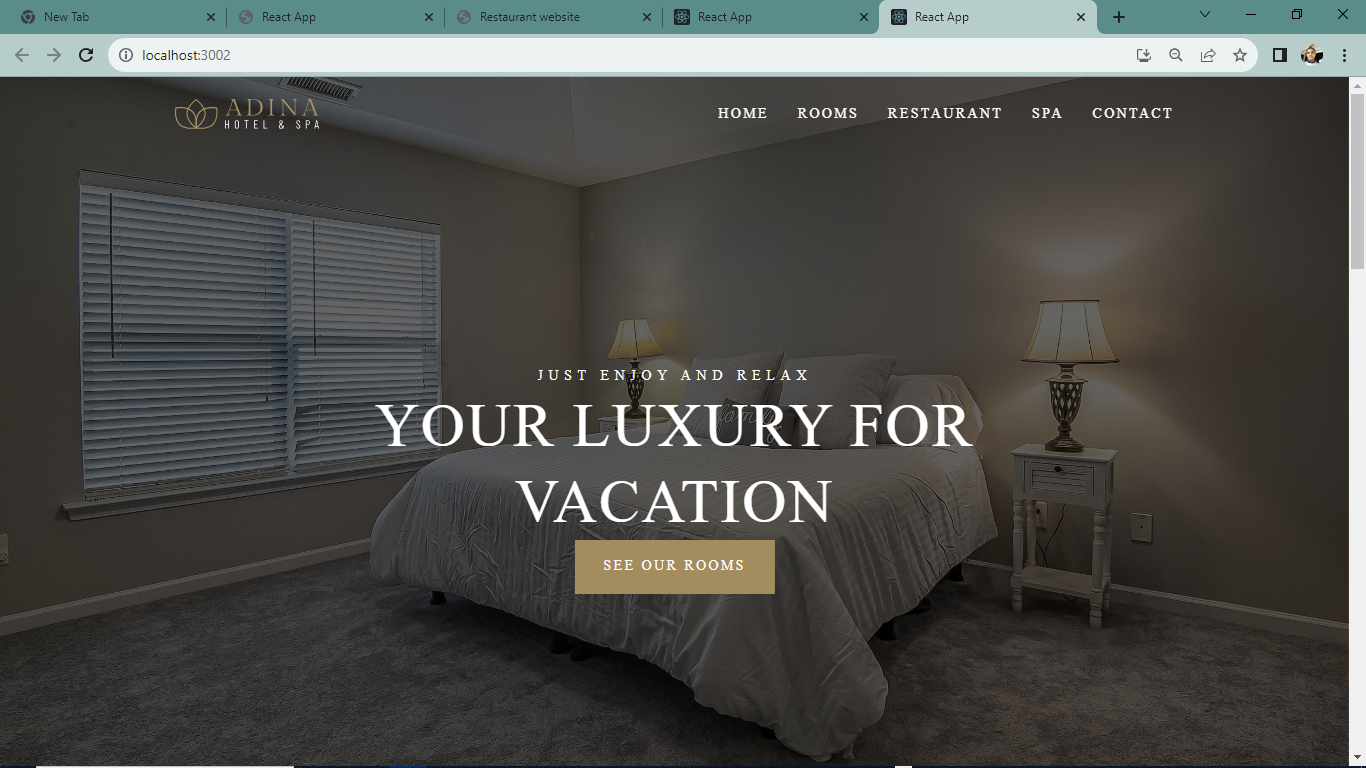 New Tab
React App
Restaurant website
React App
React App
localhost:3002
ADINA
HOTEL & SPA
HOME ROOMS RESTAURANT SPA CONTACT
JUST ENJOY AND RELAX
family
YOUR LUXURY FOR
VACATION
SEE OUR ROOMS